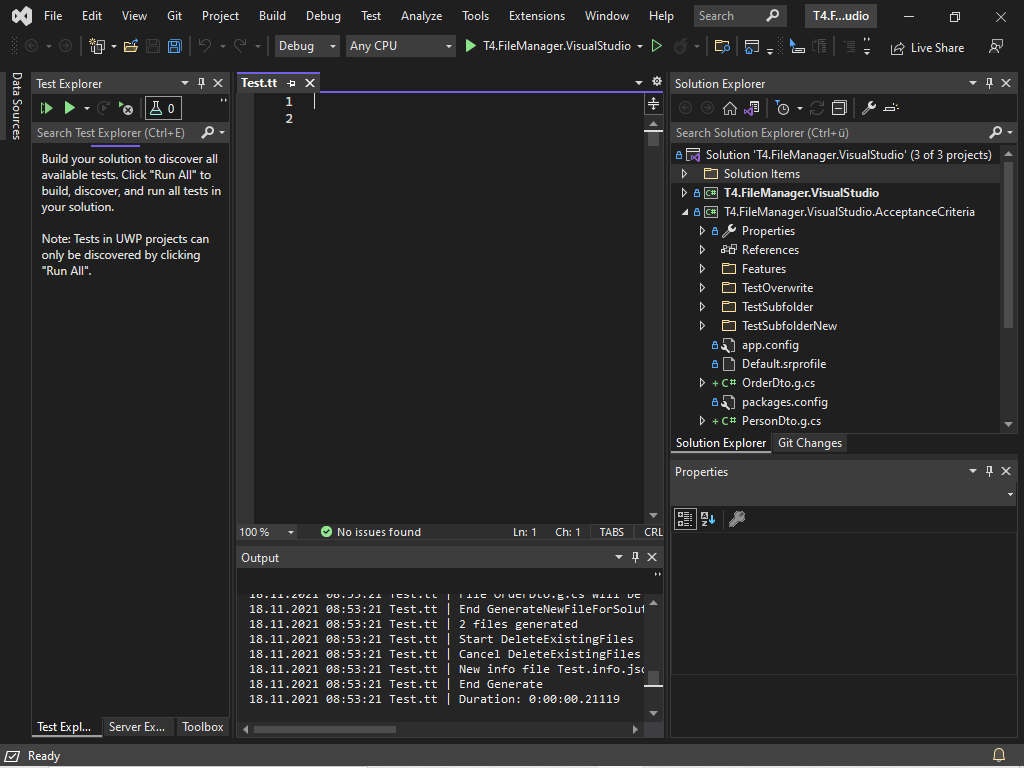 File Edit View Git Project Build Debug Test Analyze Tools Extensions Window Help Search T4.F...udio
Debug Any CPU T4.FileManager.VisualStudio Live Share
Data Sources
Test Explorer
0
Search Test Explorer (Ctrl+E)
Build your solution to discover all
available tests. Click "Run All" to
build, discover, and run all tests in
your solution.
Note: Tests in UWP projects can
only be discovered by clicking
"Run All".
Test Expl... Server Ex... Toolbox
Test.tt
1
2
100 % No issues found Ln: 1 Ch: 1 TABS CRL
Output
18.11.2021 08:53:21 Test.tt | File OrderDto.g.cs will be
18.11.2021 08:53:21 Test.tt | End GenerateNewFileForSolut
18.11.2021 08:53:21 Test.tt | 2 files generated
18.11.2021 08:53:21 Test.tt | Start DeleteExistingFiles
18.11.2021 08:53:21 Test.tt | Cancel DeleteExistingFiles
18.11.2021 08:53:21 Test.tt | New info file Test.info.jso
18.11.2021 08:53:21 Test.tt | End Generate
18.11.2021 08:53:21 Test.tt | Duration: 0:00:00.21119
Solution Explorer
Search Solution Explorer (Ctrl+ü)
Solution 'T4.FileManager.VisualStudio' (3 of 3 projects)
Solution Items
C# T4.FileManager.VisualStudio
C# T4.FileManager.VisualStudio.AcceptanceCriteria
Properties
References
Features
TestOverwrite
TestSubfolder
TestSubfolderNew
app.config
Default.srprofile
+ C# OrderDto.g.cs
packages.config
+ C# PersonDto.g.cs
Solution Explorer Git Changes
Properties
Ready